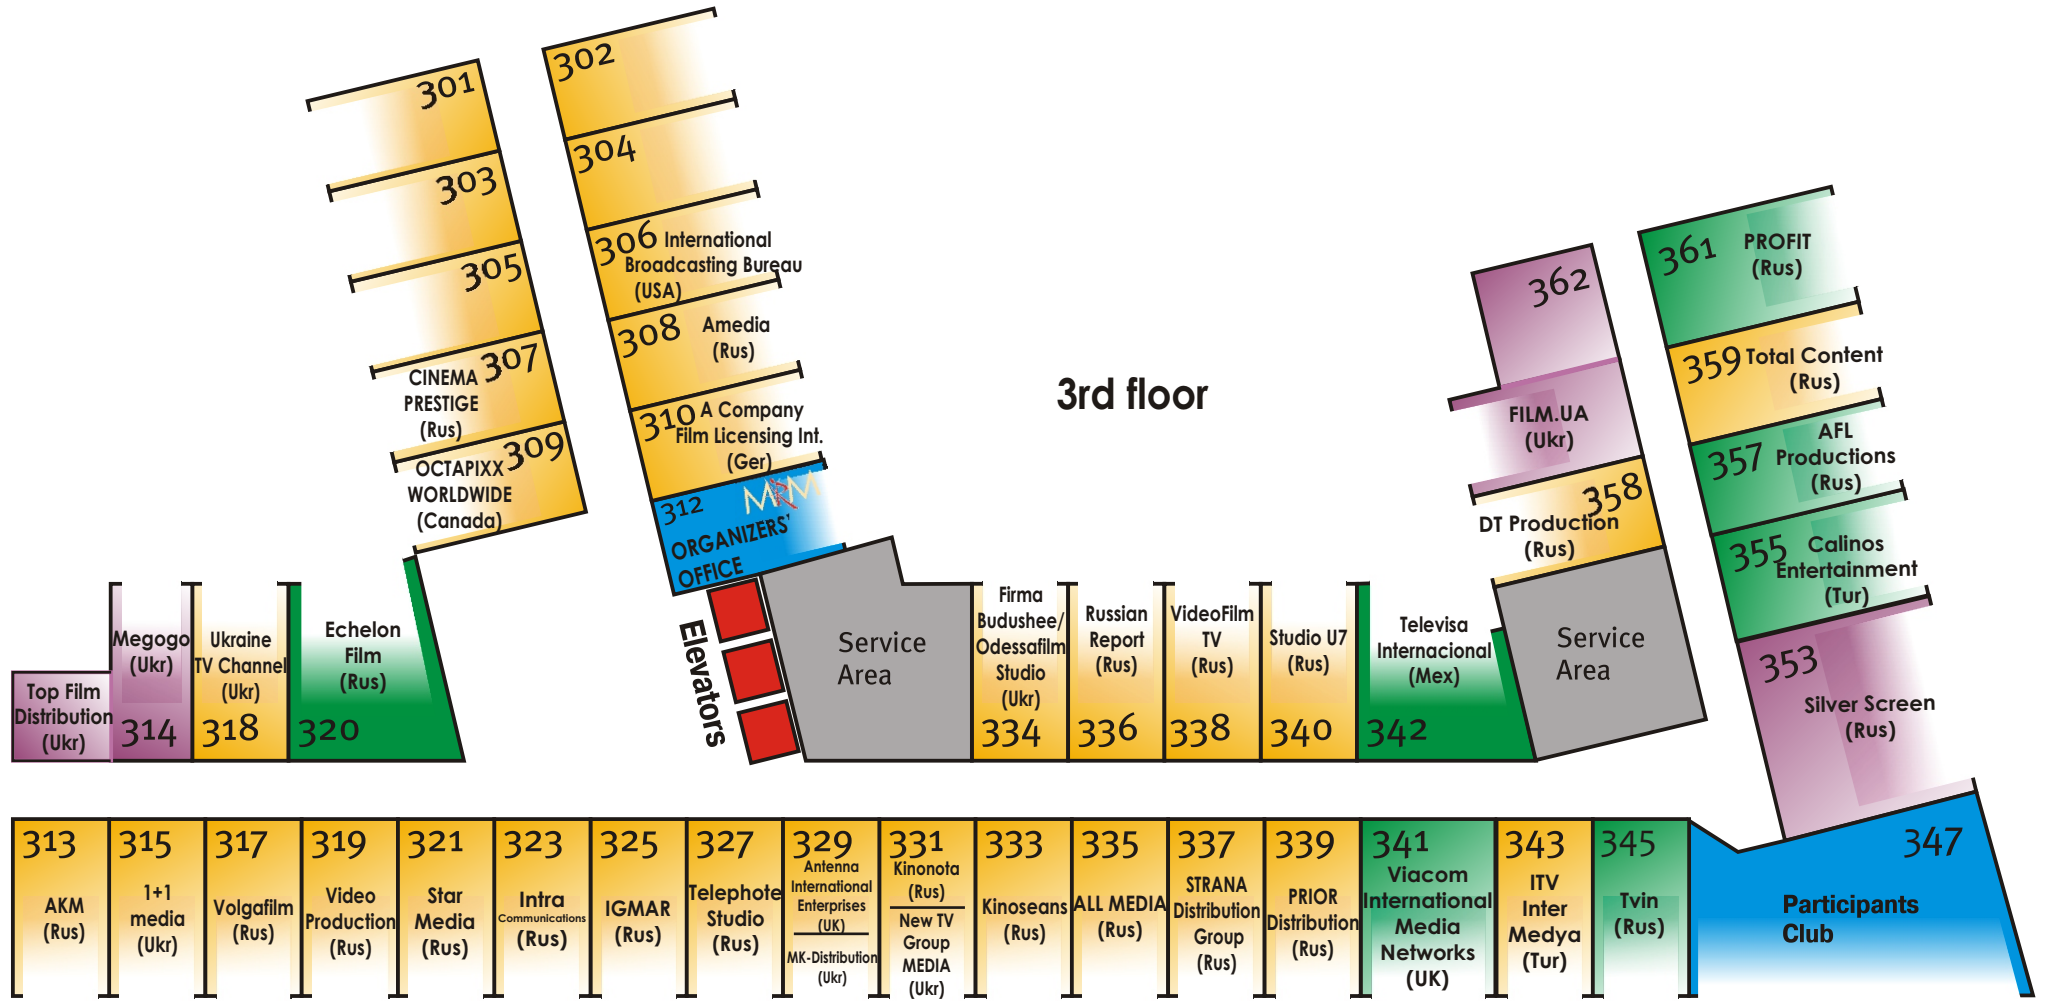 301
303
305
307
CINEMA
PRESTIGE
(Rus)
309
OCTAPIXX
WORLDWIDE
(Canada)
302
304
306
International
Broadcasting Bureau
(USA)
308
Amedia
(Rus)
310
A Company
Film Licensing Int.
(Ger)
312
MRM
ORGANIZERS'
OFFICE
3rd floor
362
FILM.UA
(Ukr)
358
DT Production
(Rus)
361
PROFIT
(Rus)
359
Total Content
(Rus)
357
AFL
Productions
(Rus)
355
Calinos
Entertainment
(Tur)
353
Silver Screen
(Rus)
Top Film
Distribution
(Ukr)
Megogo
(Ukr)
314
Ukraine
TV Channel
(Ukr)
318
Echelon
Film
(Rus)
320
Elevators
Service
Area
Firma
Budushee/
Odessafilm
Studio
(Ukr)
334
Russian
Report
(Rus)
336
VideoFilm
TV
(Rus)
338
Studio U7
(Rus)
340
Televisa
Internacional
(Mex)
342
Service
Area
313
AKM
(Rus)
315
1+1
media
(Ukr)
317
Volgafilm
(Rus)
319
Video
Production
(Rus)
321
Star
Media
(Rus)
323
Intra
Communications
(Rus)
325
IGMAR
(Rus)
327
Telephote
Studio
(Rus)
329
Antenna
International
Enterprises
(UK)
MK-Distribution
(Ukr)
331
Kinonota
(Rus)
New TV
Group
MEDIA
(Ukr)
333
Kinoseans
(Rus)
335
ALL MEDIA
(Rus)
337
STRANA
Distribution
Group
(Rus)
339
PRIOR
Distribution
(Rus)
341
Viacom
International
Media
Networks
(UK)
343
ITV
Inter
Medya
(Tur)
345
Tvin
(Rus)
347
Participants
Club